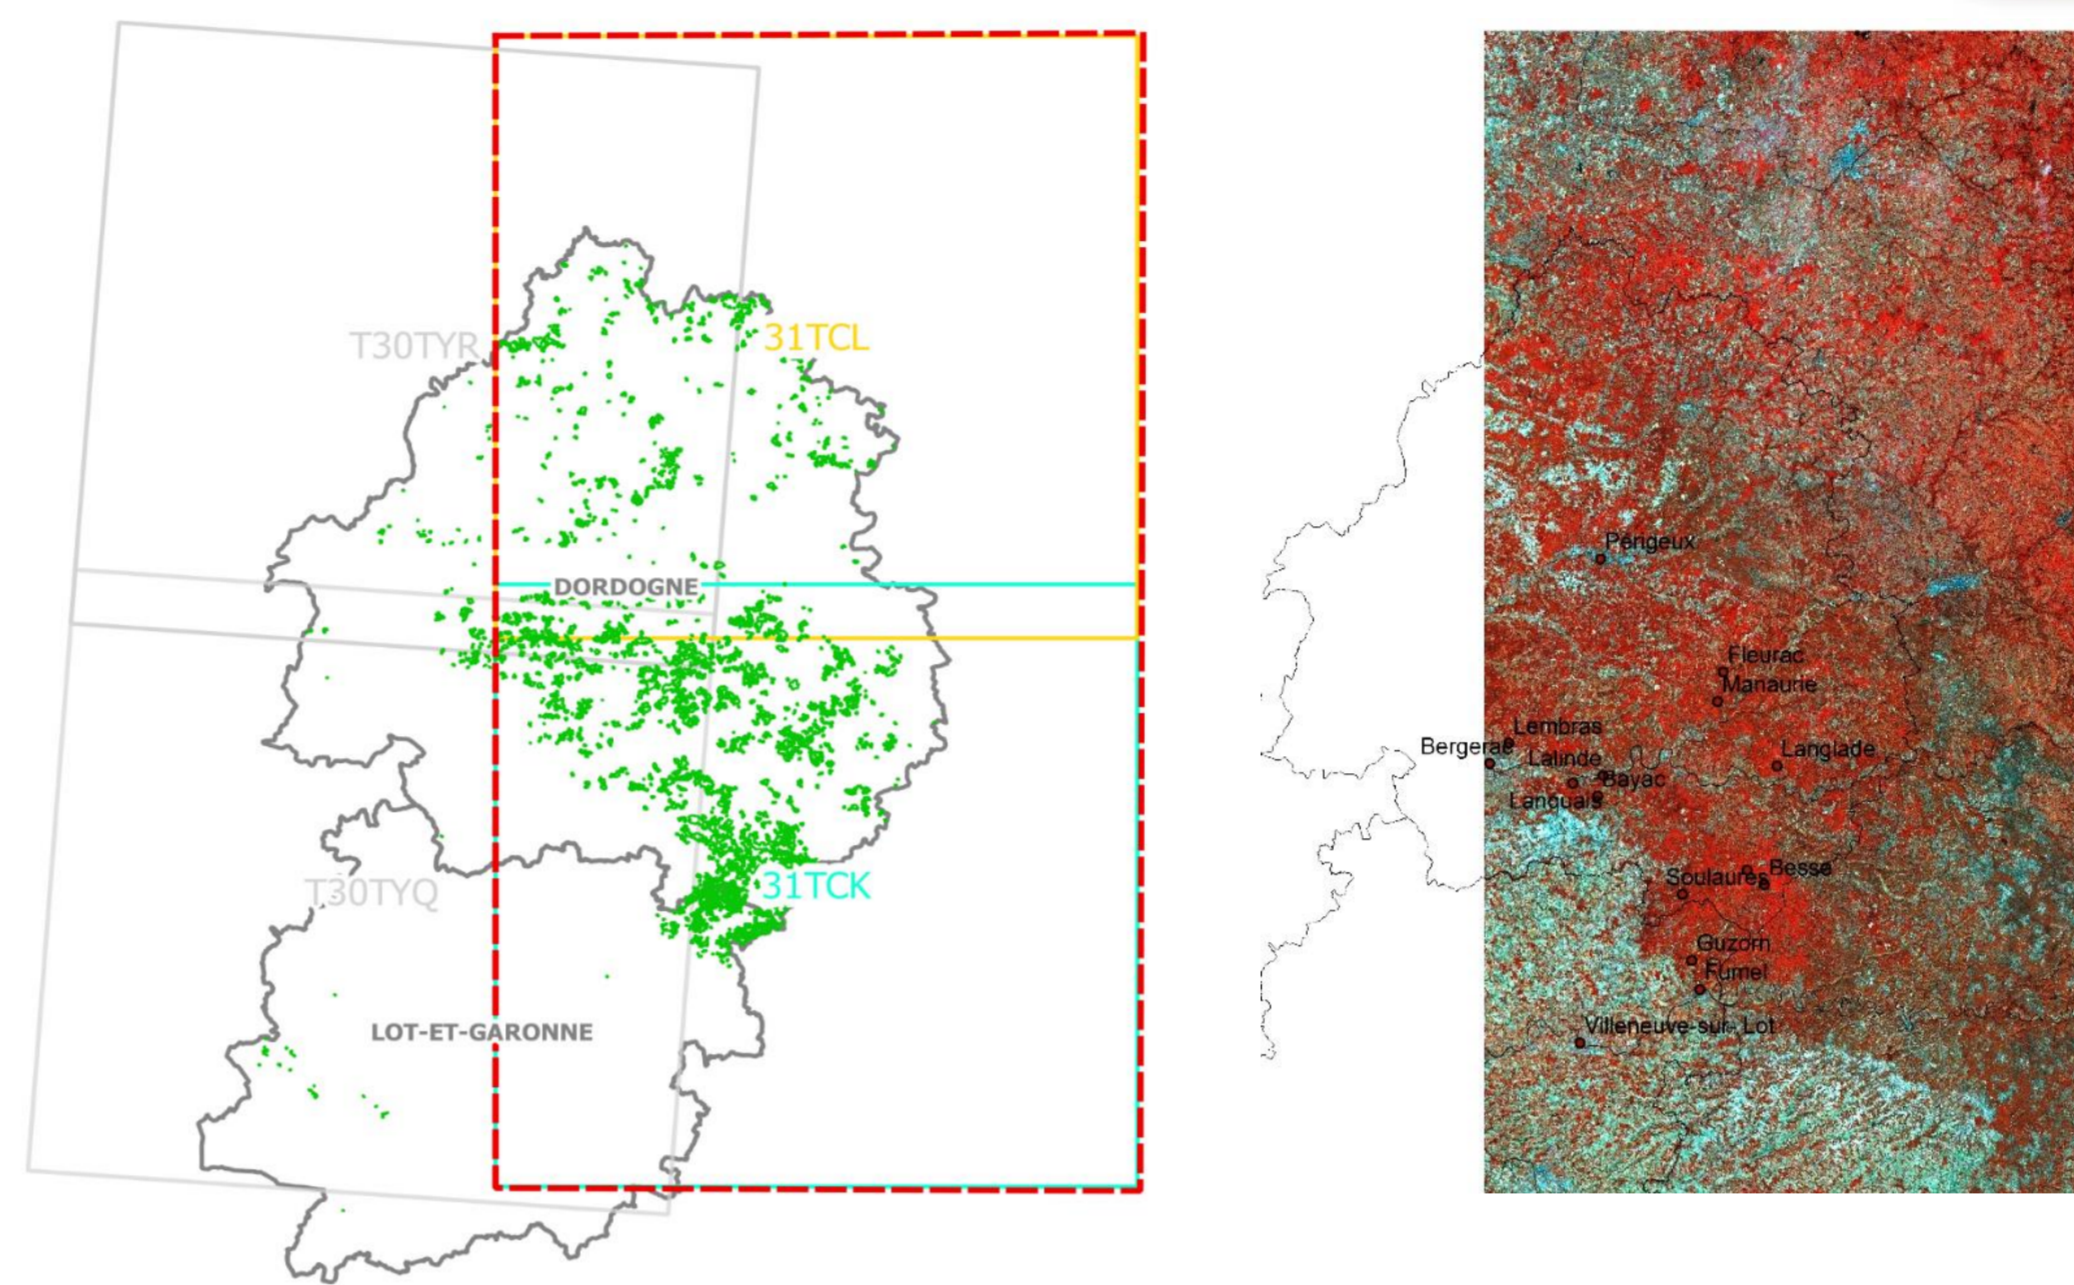 T30TYR
31TCL
DORDOGNE
T30TYQ
31TCK
LOT-ET-GARONNE
Périgeux
Fleurac
Manaurie
Lembras
Bergerac
Lalinde
Langlade
Bayac
Lanquais
Besse
Soulaures
Guzorn
Fumel
Villeneuve-sur- Lot